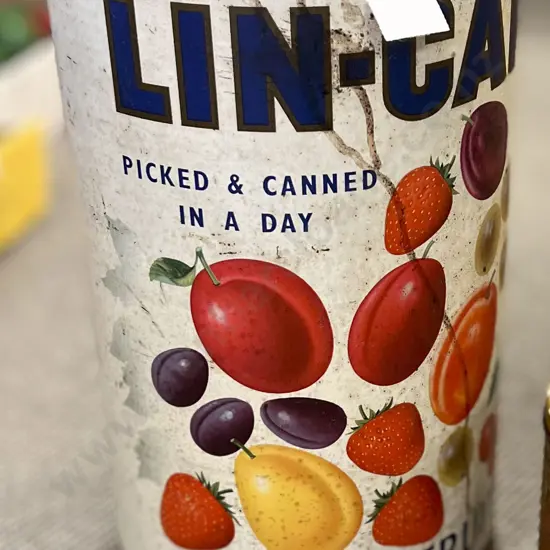 LIN-CA
PICKED & CANNED
IN A DAY